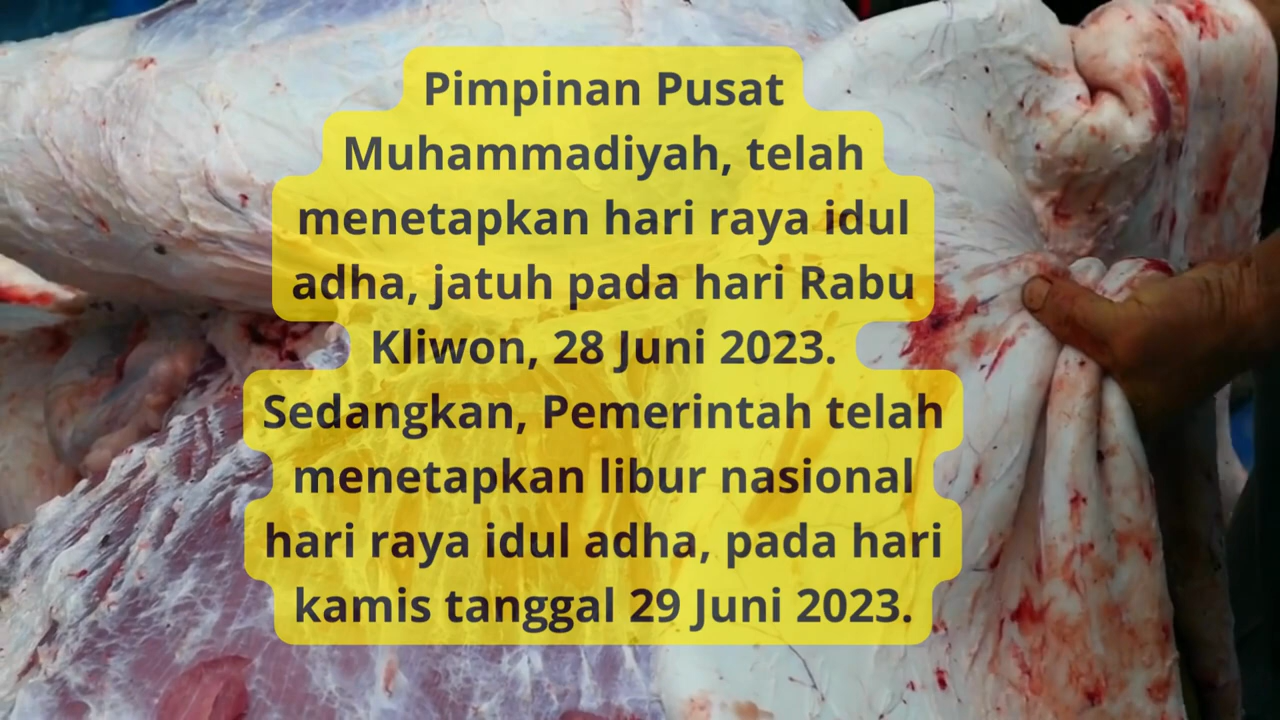 Pimpinan Pusat
Muhammadiyah, telah
menetapkan hari raya idul
adha, jatuh pada hari Rabu
Kliwon, 28 Juni 2023.
Sedangkan, Pemerintah telah
menetapkan libur nasional
hari raya idul adha, pada hari
kamis tanggal 29 Juni 2023.